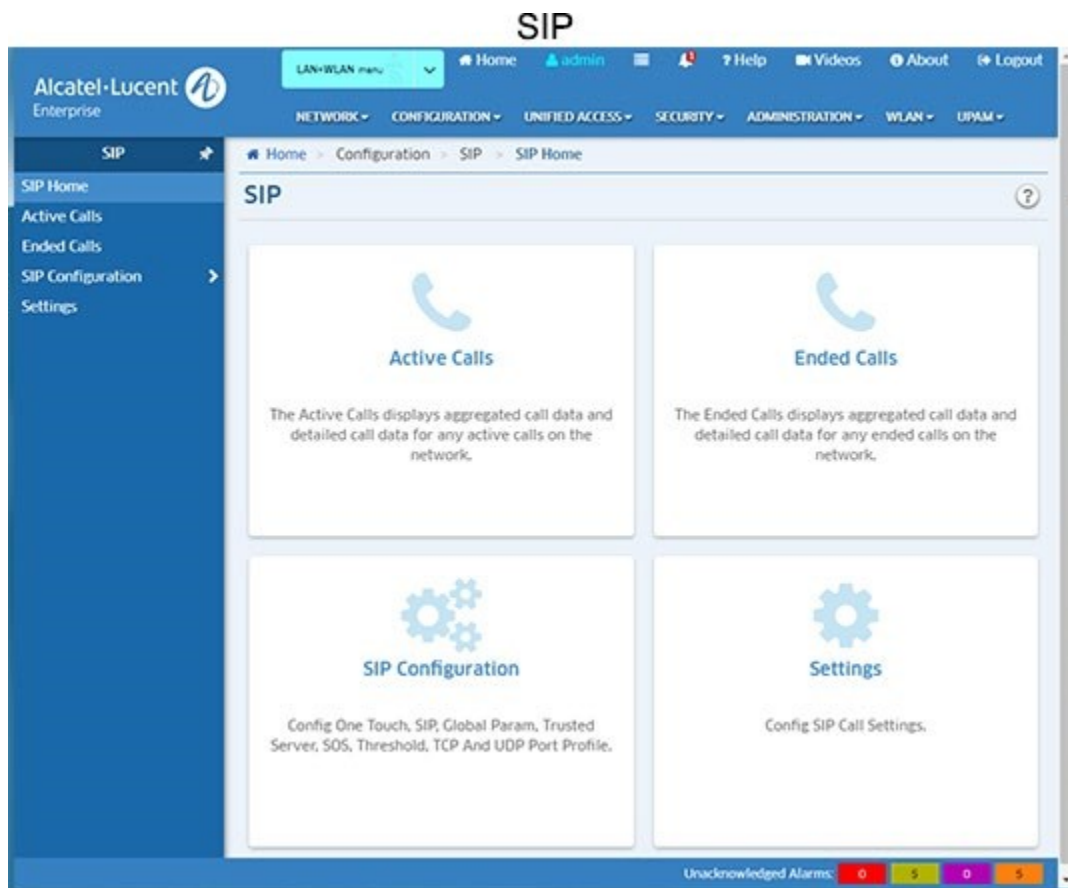 SIP
LAN+WLAN menu
Home admin ? Help Videos About Logout
Alcatel·Lucent
Enterprise
NETWORK CONFIGURATION UNIFIED ACCESS SECURITY ADMINISTRATION WLAN UPAM
SIP
Home > Configuration > SIP > SIP Home
SIP Home
Active Calls
Ended Calls
SIP Configuration
Settings
SIP
?
Active Calls
The Active Calls displays aggregated call data and
detailed call data for any active calls on the
network.
Ended Calls
The Ended Calls displays aggregated call data and
detailed call data for any ended calls on the
network.
SIP Configuration
Config One Touch, SIP, Global Param, Trusted
Server, SOS, Threshold, TCP And UDP Port Profile.
Settings
Config SIP Call Settings.
Unacknowledged Alarms: 0 5 0 5